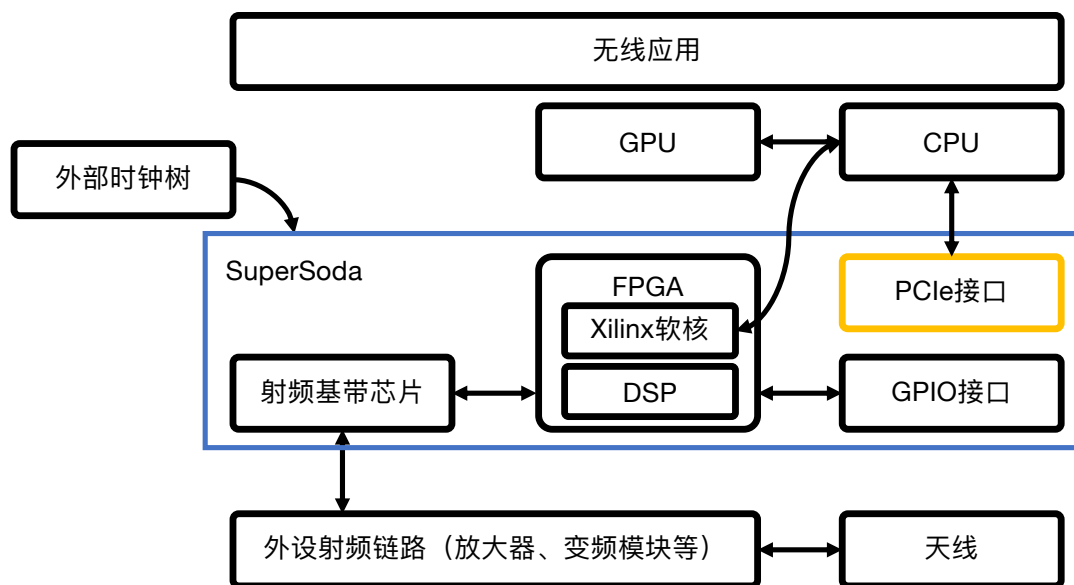 无线应用
GPU
CPU
外部时钟树
SuperSoda
FPGA
PCIe接口
Xilinx软核
射频基带芯片
DSP
GPIO接口
外设射频链路（放大器、变频模块等）
天线